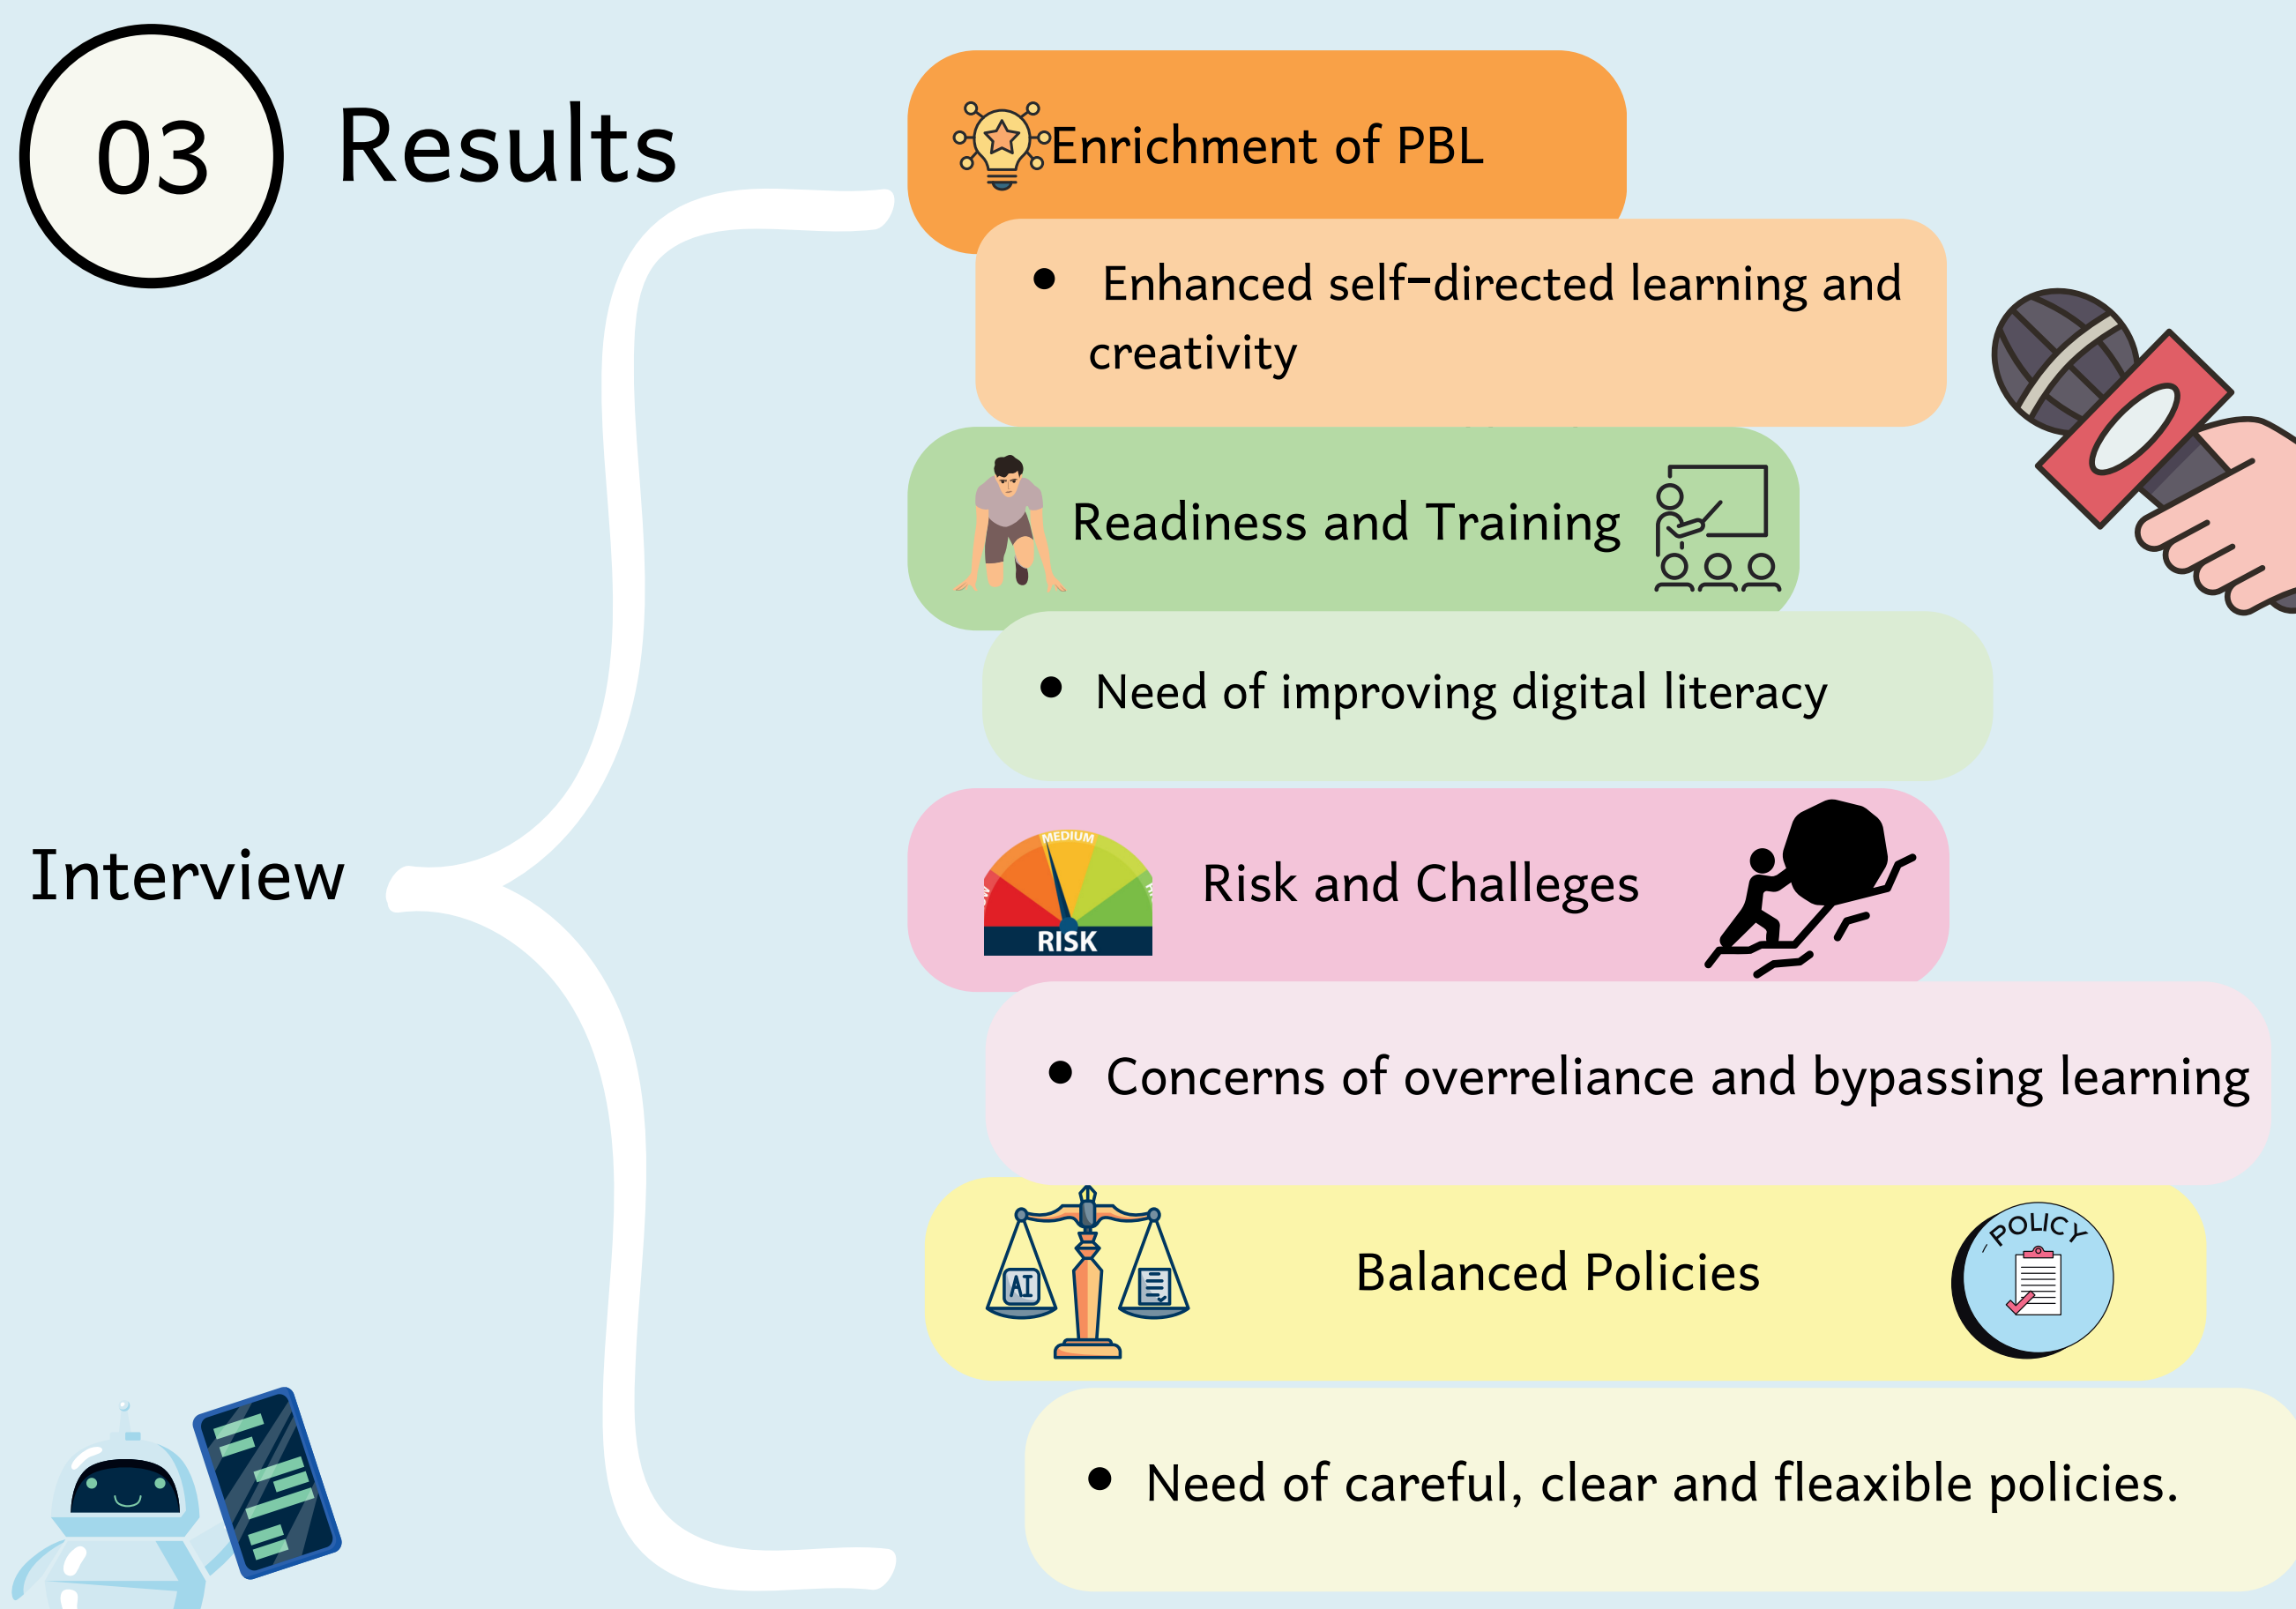 03
Results
Enrichment of PBL
• Enhanced self-directed learning and
creativity
Readiness and Training
• Need of improving digital literacy
Interview
MEDIUM
RISK
Risk and Challeges
• Concerns of overreliance and bypassing learning
AI
Balanced Policies
POLICY
• Need of careful, clear and fleaxible policies.